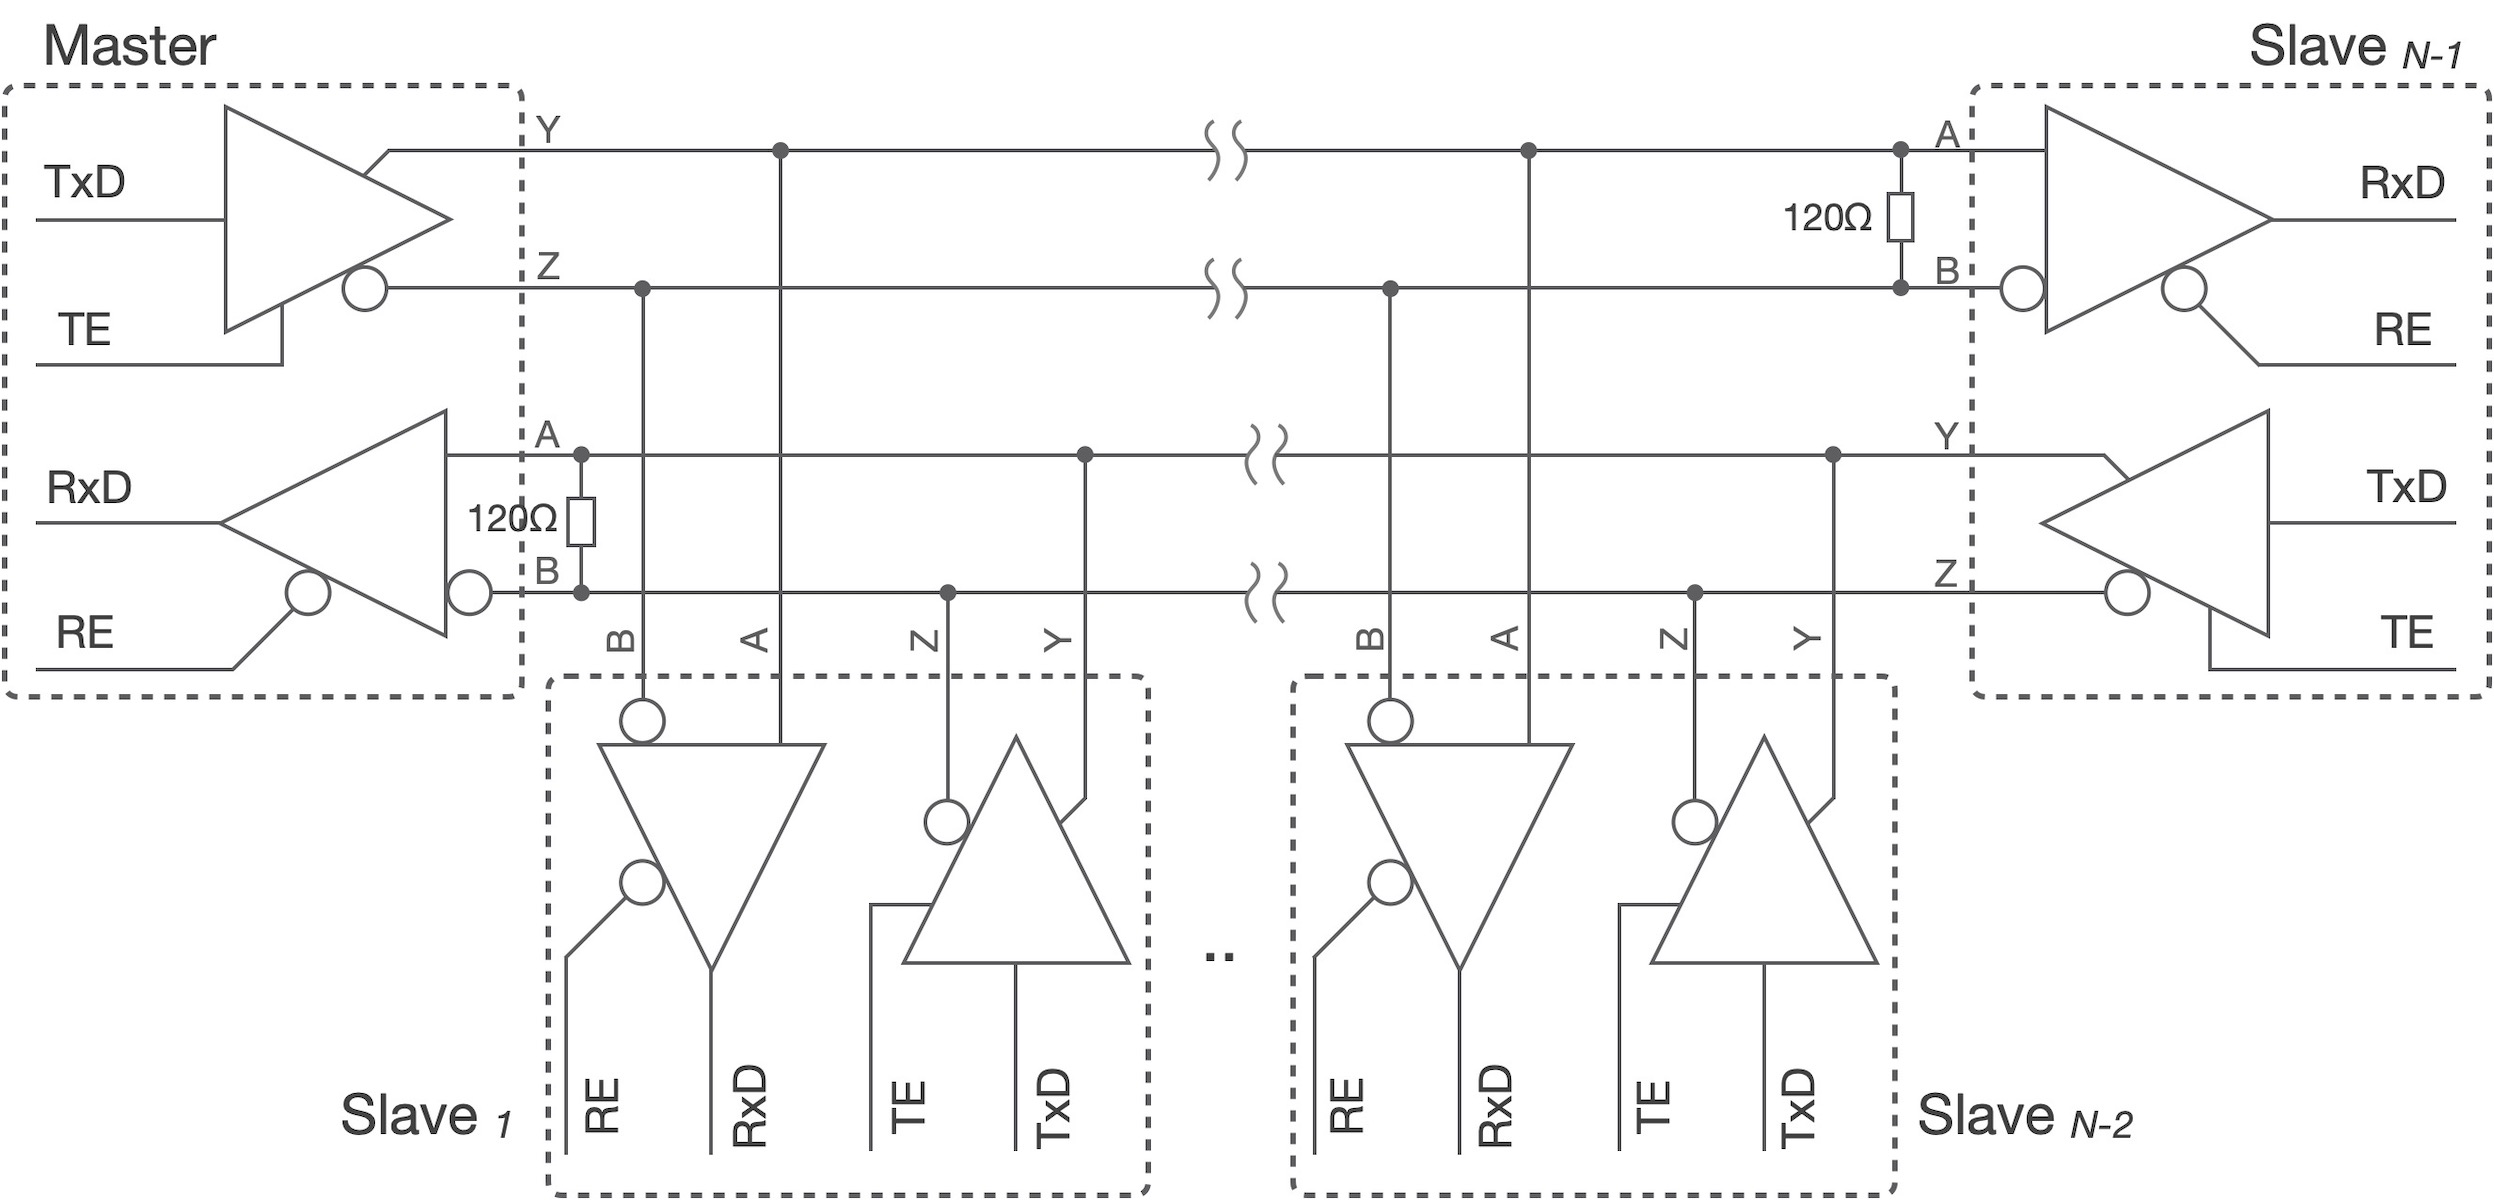 Master
Slave N-1
Y
A
TxD
RxD
120Ω
Z
B
TE
RE
A
Y
RxD
TxD
120Ω
B
Z
RE
TE
B
A
Z
Y
B
A
Z
Y
..
RE
RxD
TE
TxD
RE
RxD
TE
TxD
Slave 1
Slave N-2